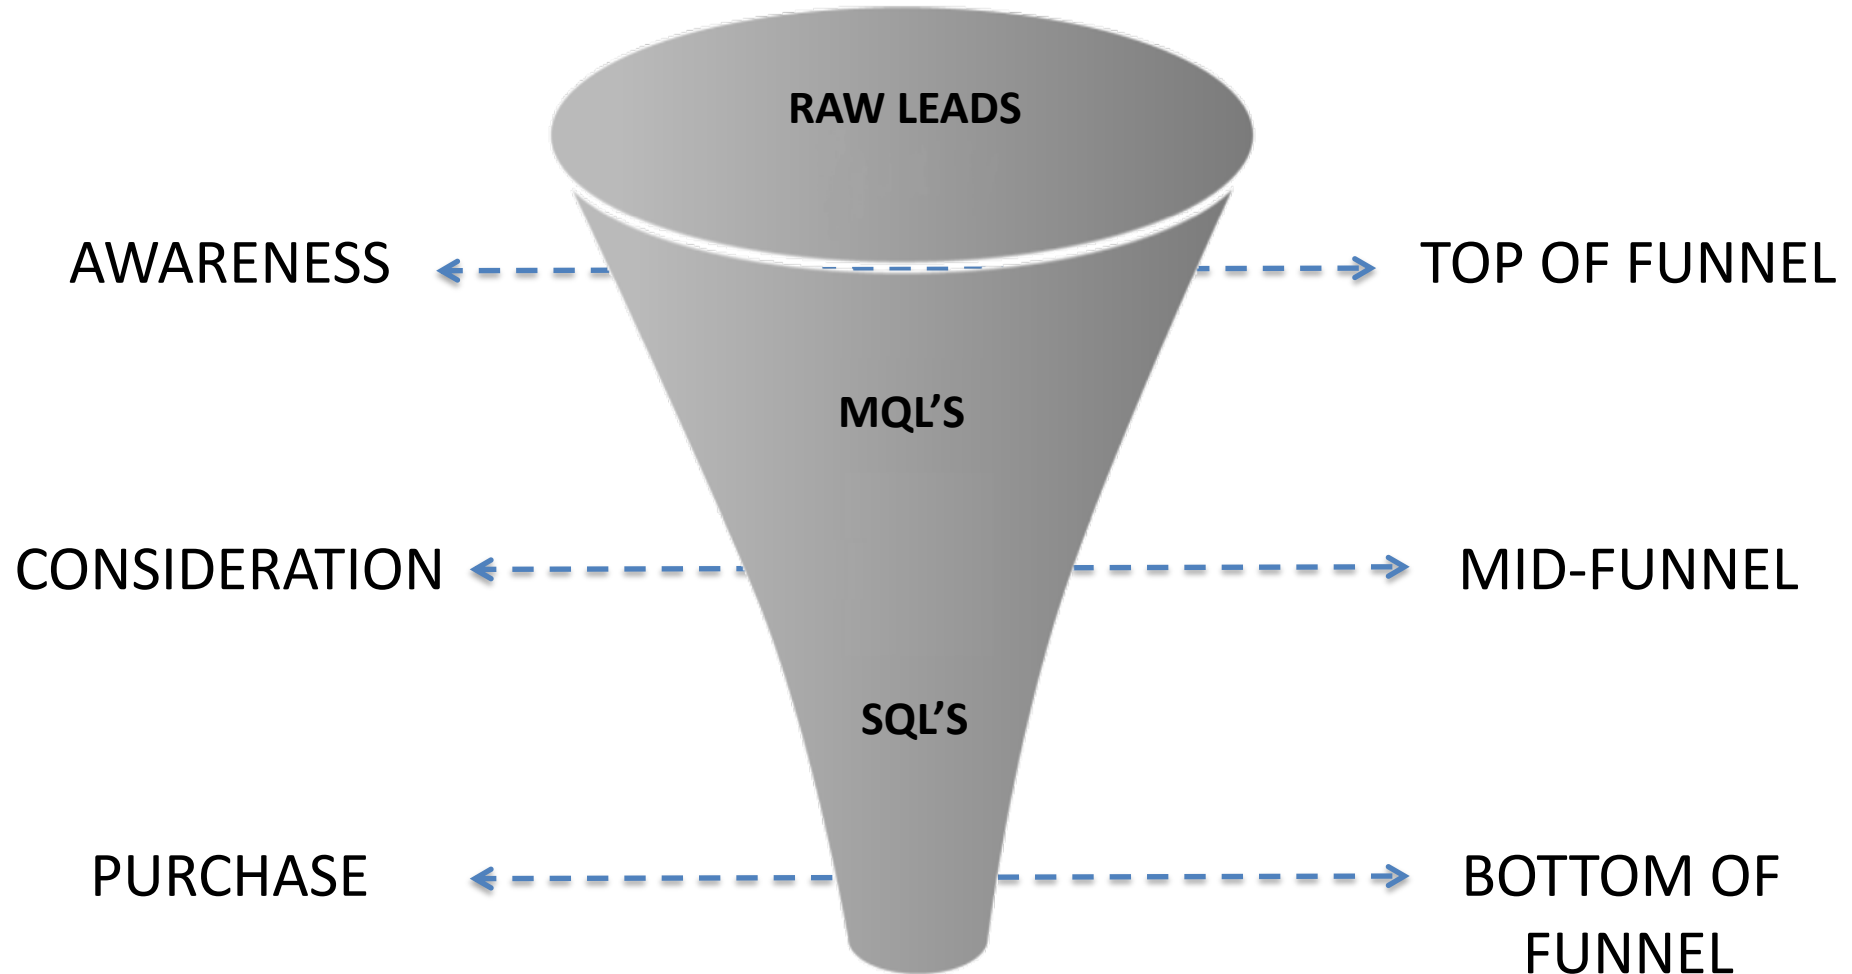 RAW LEADS
AWARENESS
TOP OF FUNNEL
MQL’S
CONSIDERATION
MID-FUNNEL
SQL’S
PURCHASE
BOTTOM OF
FUNNEL